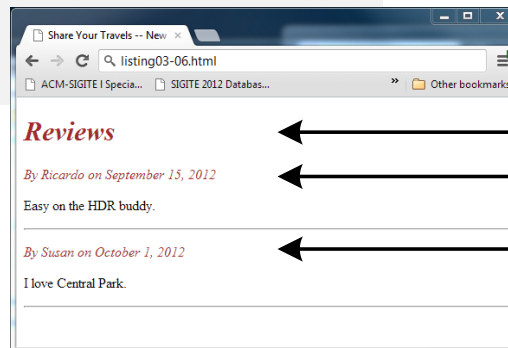 Share Your Travels -- New
listing03-06.html
ACM-SIGITE I Specia... SIGITE 2012 Databas... » Other bookmarks
Reviews
By Ricardo on September 15, 2012
Easy on the HDR buddy.
By Susan on October 1, 2012
I love Central Park.